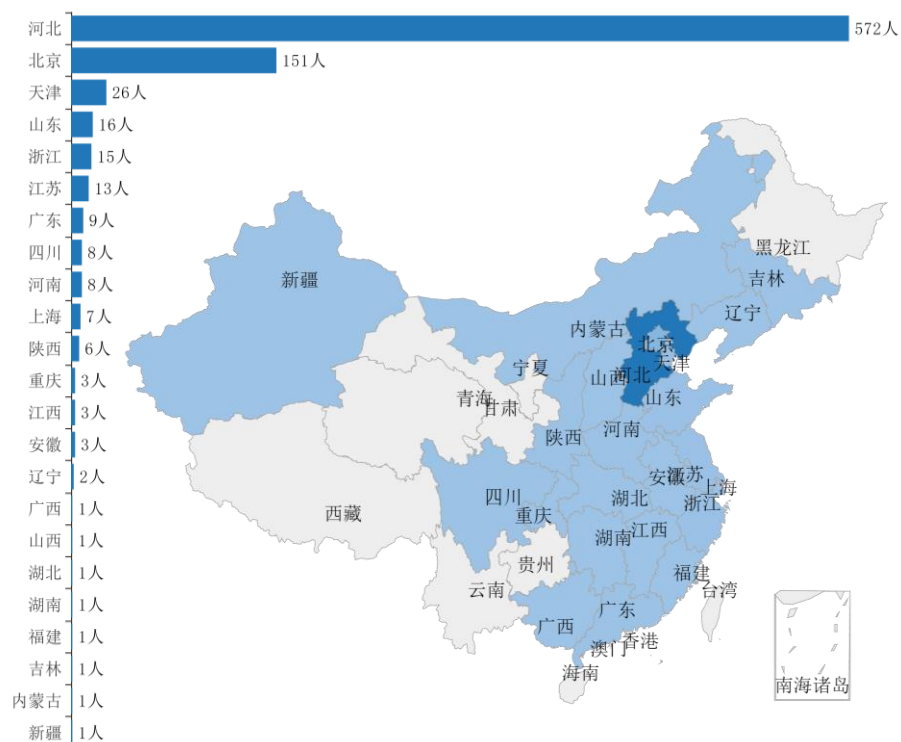 河北 572人
北京 151人
天津 26人
山东 16人
浙江 15人
江苏 13人
广东 9人
四川 8人
河南 8人
上海 7人
陕西 6人
重庆 3人
江西 3人
安徽 3人
辽宁 2人
广西 1人
山西 1人
湖北 1人
湖南 1人
福建 1人
吉林 1人
内蒙古 1人
新疆 1人
黑龙江
吉林
新疆
辽宁
内蒙古
北京
天津
宁夏
山西
河北
青海
甘肃
山东
河南
陕西
安徽
江苏
上海
四川
湖北
浙江
重庆
西藏
湖南
江西
贵州
福建
云南
台湾
广东
广西
香港
澳门
海南
南海诸岛